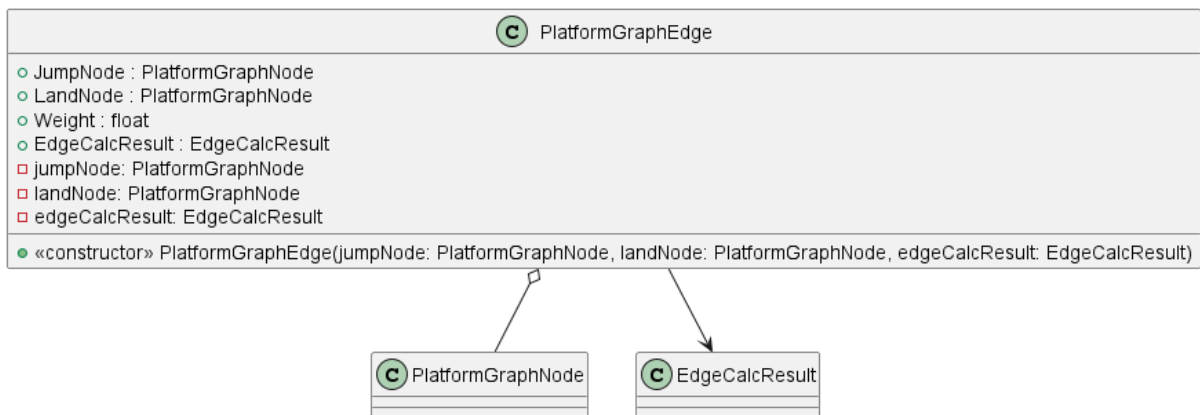 C PlatformGraphEdge
JumpNode : PlatformGraphNode
LandNode : PlatformGraphNode
Weight : float
EdgeCalcResult : EdgeCalcResult
jumpNode: PlatformGraphNode
landNode: PlatformGraphNode
edgeCalcResult: EdgeCalcResult
«constructor» PlatformGraphEdge(jumpNode: PlatformGraphNode, landNode: PlatformGraphNode, edgeCalcResult: EdgeCalcResult)
C PlatformGraphNode
C EdgeCalcResult